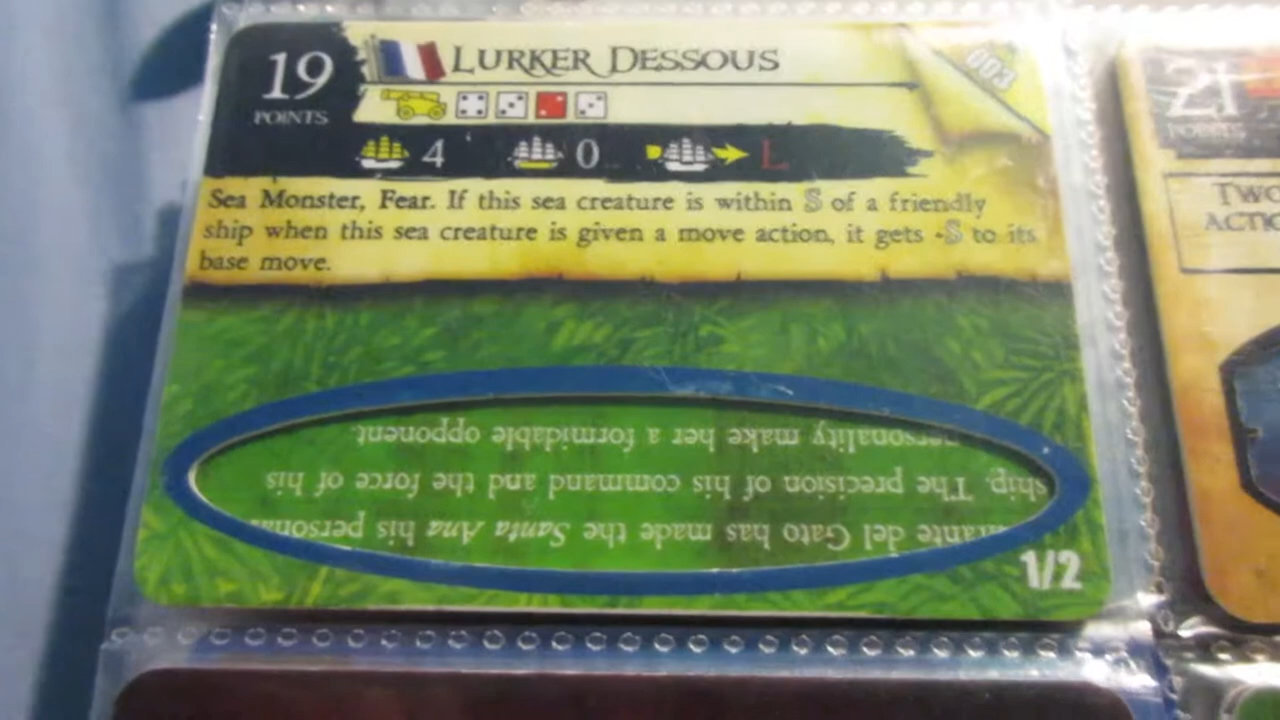 19
POINTS
LURKER DESSOUS
003
4 0 L
Sea Monster, Fear. If this sea creature is within S of a friendly
ship when this sea creature is given a move action, it gets -S to its
base move.
del Gato has made the Santa Ana his
ship. The precision of his command and the force of his
personality make her a formidable opponent.
1/2
21
POINTS
TWO